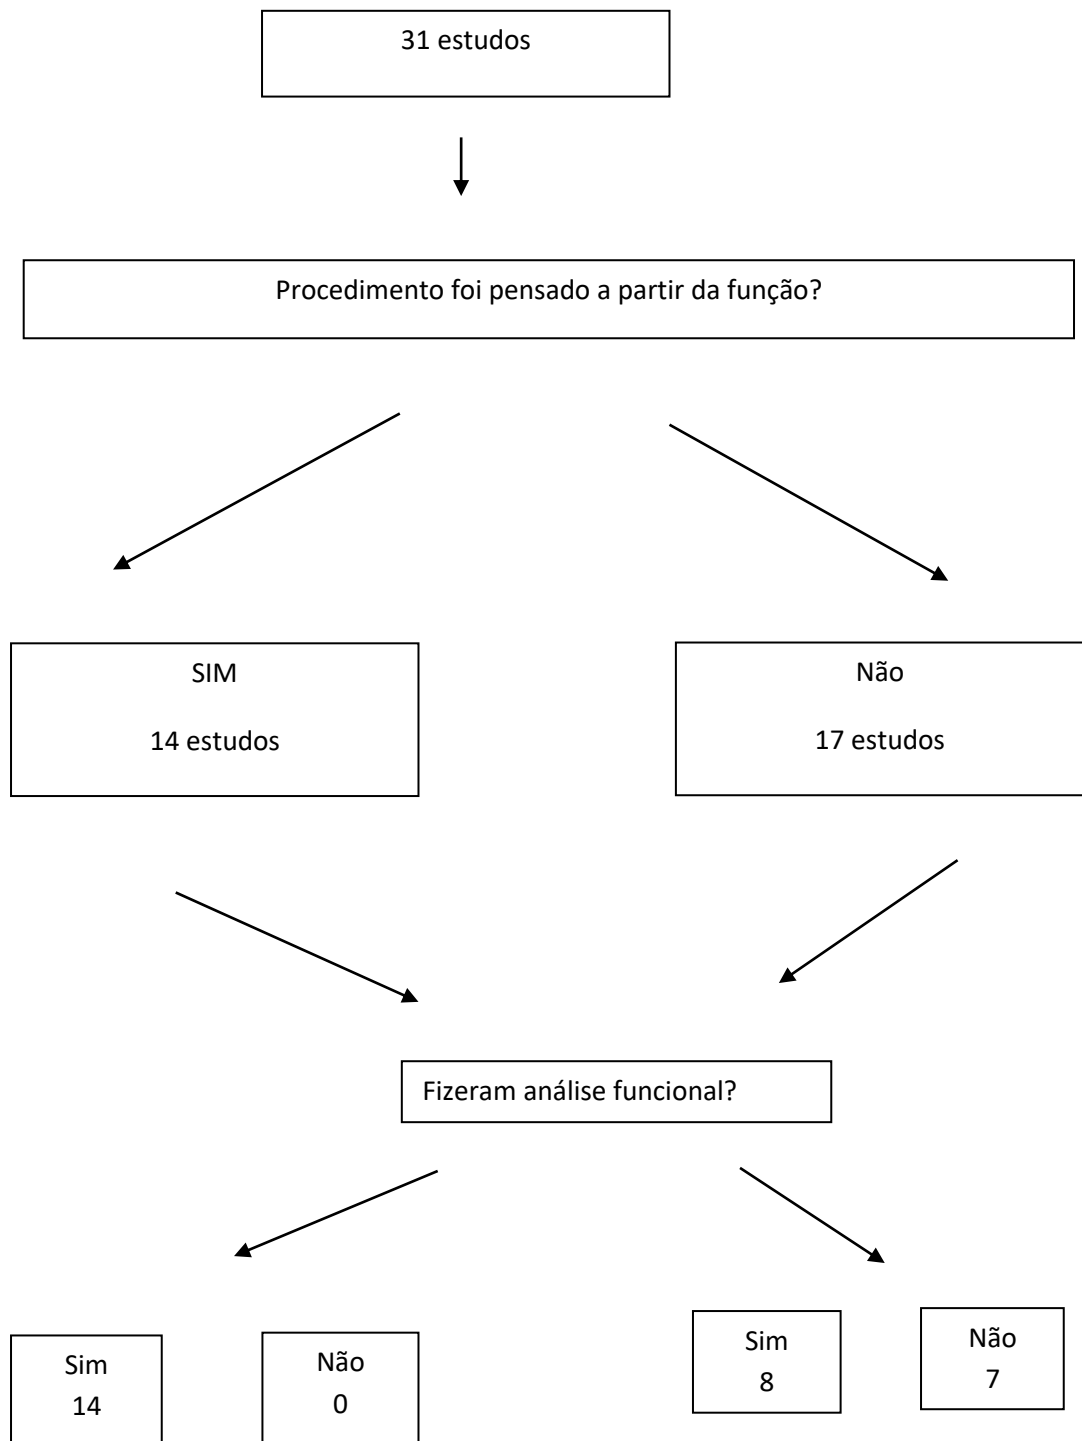 31 estudos
Procedimento foi pensado a partir da função?
SIM
14 estudos
Não
17 estudos
Fizeram análise funcional?
Sim
14
Não
0
Sim
8
Não
7